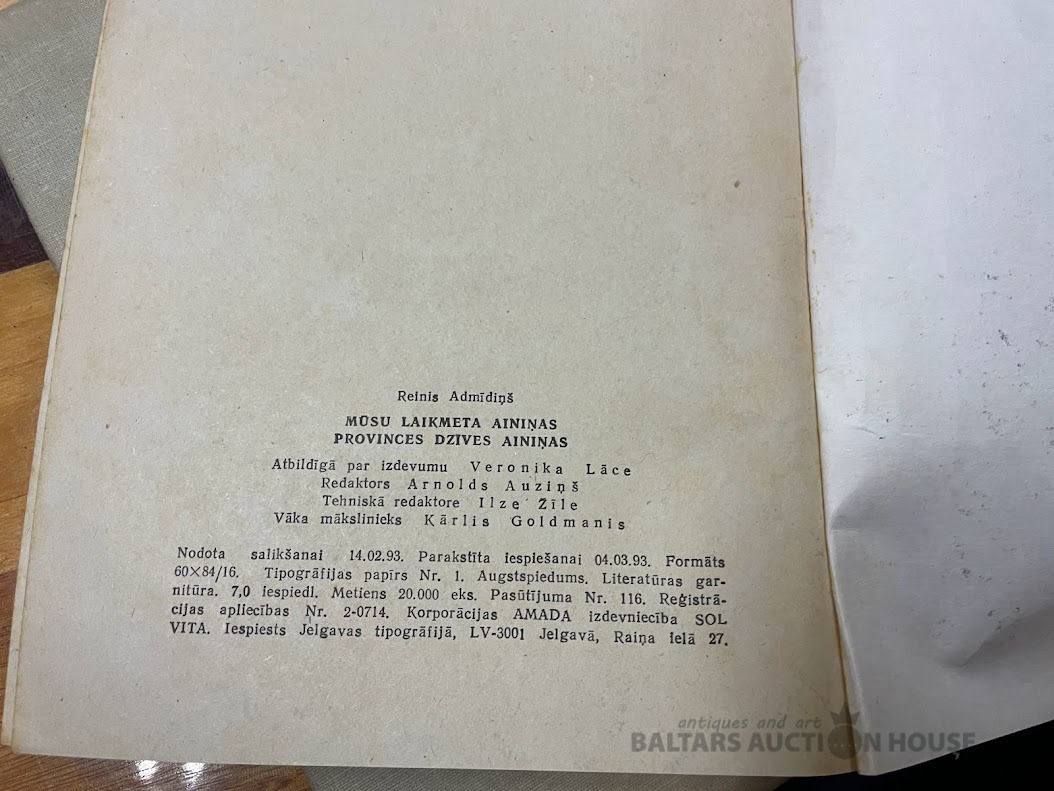 Reinis Admīdiņš
MŪSU LAIKMETA AINIŅAS
PROVINCES DZĪVES AINIŅAS
Atbildīgā par izdevumu Veronika Lāce
Redaktors Arnolds Auziņš
Tehniskā redaktore Ilze Zīle
Vāka mākslinieks Kārlis Goldmanis
Nodota salikšanai 14.02.93. Parakstīta iespiešanai 04.03.93. Formāts
60×84/16. Tipogrāfijas papīrs Nr. 1. Augstspiedums. Literatūras gar-
nitūra. 7,0 iespiedl. Metiens 20.000 eks. Pasūtījuma Nr. 116. Reģistrā-
cijas apliecības Nr. 2-0714. Korporācijas AMADA izdevniecība SOL
VITA. Iespiests Jelgavas tipogrāfijā, LV-3001 Jelgavā, Raiņa ielā 27.
antiques and art
BALTARS AUCTION HOUSE